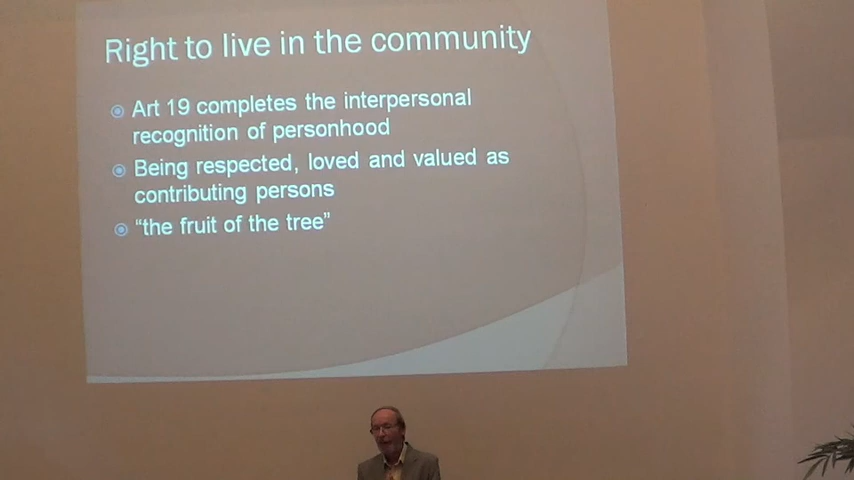 Right to live in the community
Art 19 completes the interpersonal
recognition of personhood
Being respected, loved and valued as
contributing persons
“the fruit of the tree”